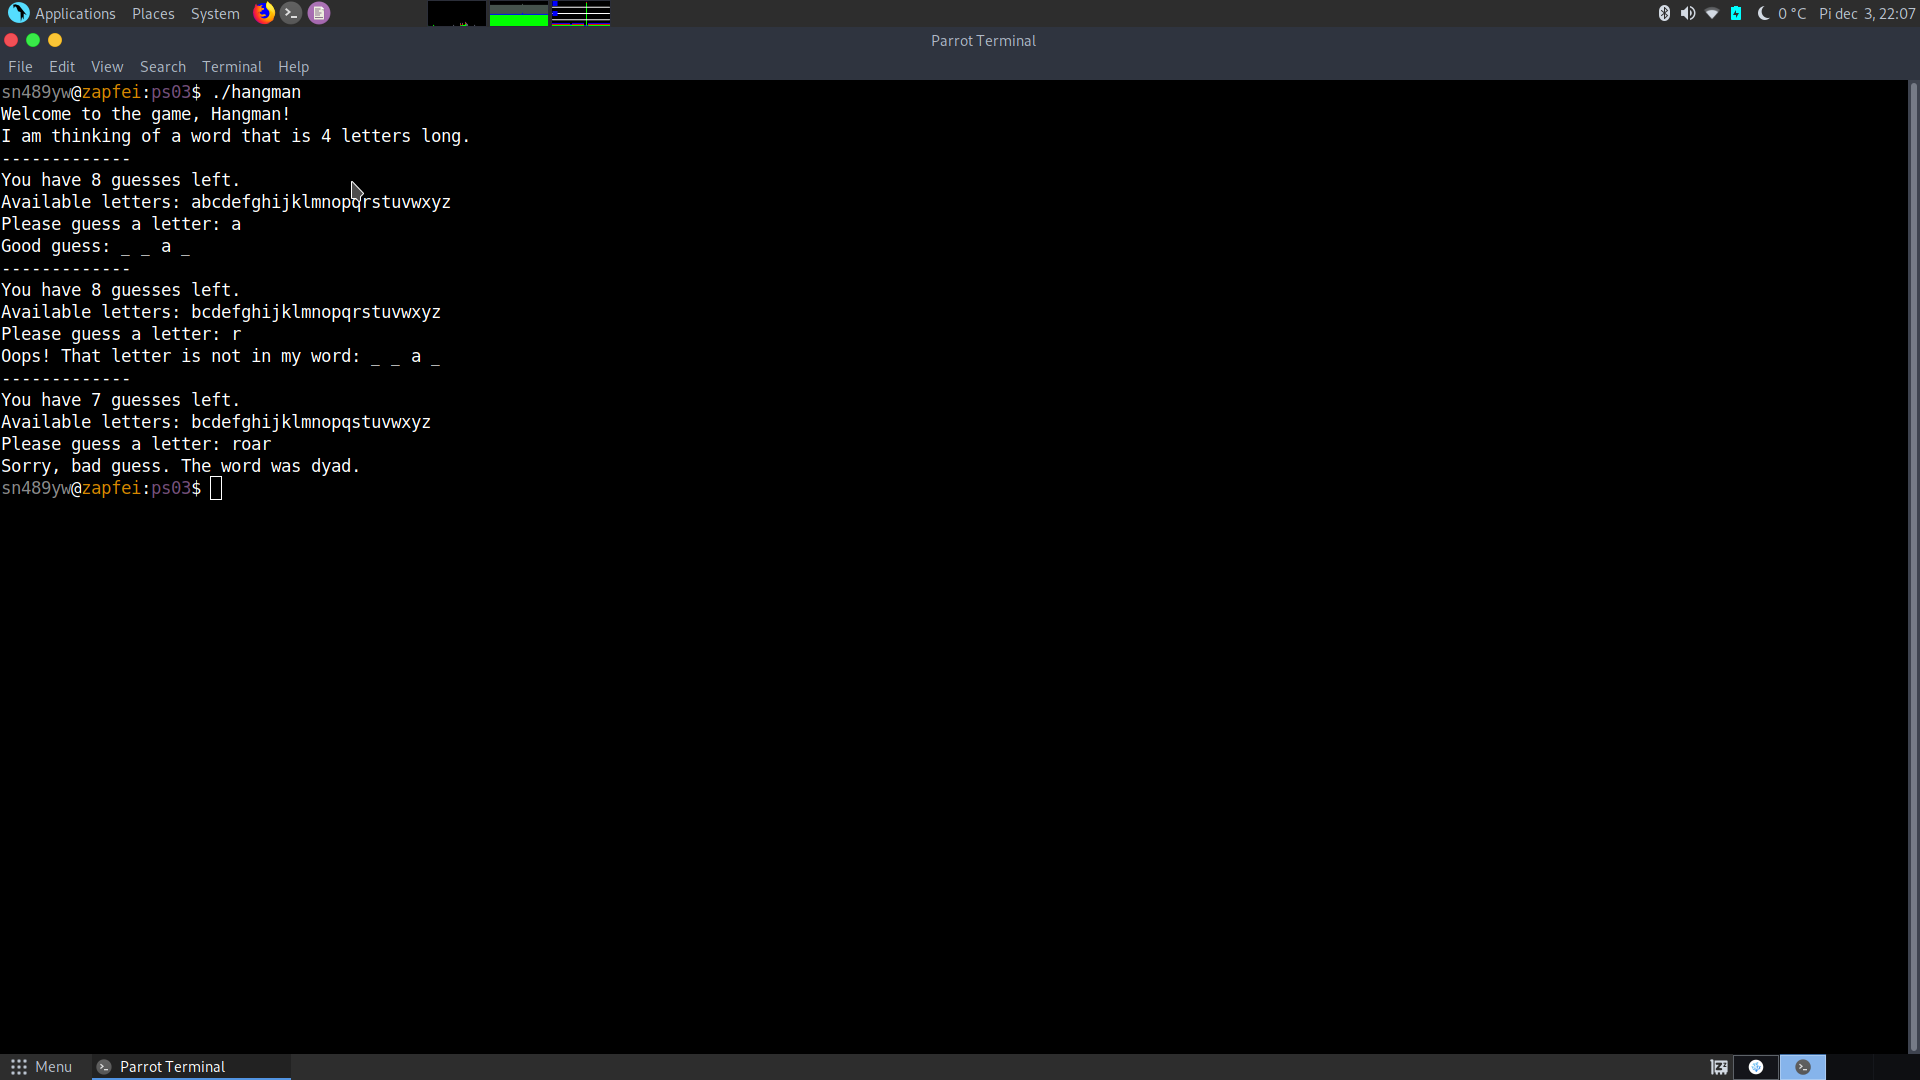 Applications Places System 0 °C Pi dec 3, 22:07
Parrot Terminal
File Edit View Search Terminal Help
sn489yw@zapfei:ps03$ ./hangman
Welcome to the game, Hangman!
I am thinking of a word that is 4 letters long.
-------------
You have 8 guesses left.
Available letters: abcdefghijklmnopqrstuvwxyz
Please guess a letter: a
Good guess: _ _ a _
-------------
You have 8 guesses left.
Available letters: bcdefghijklmnopqrstuvwxyz
Please guess a letter: r
Oops! That letter is not in my word: _ _ a _
-------------
You have 7 guesses left.
Available letters: bcdefghijklmnopqstuvwxyz
Please guess a letter: roar
Sorry, bad guess. The word was dyad.
sn489yw@zapfei:ps03$
Menu Parrot Terminal